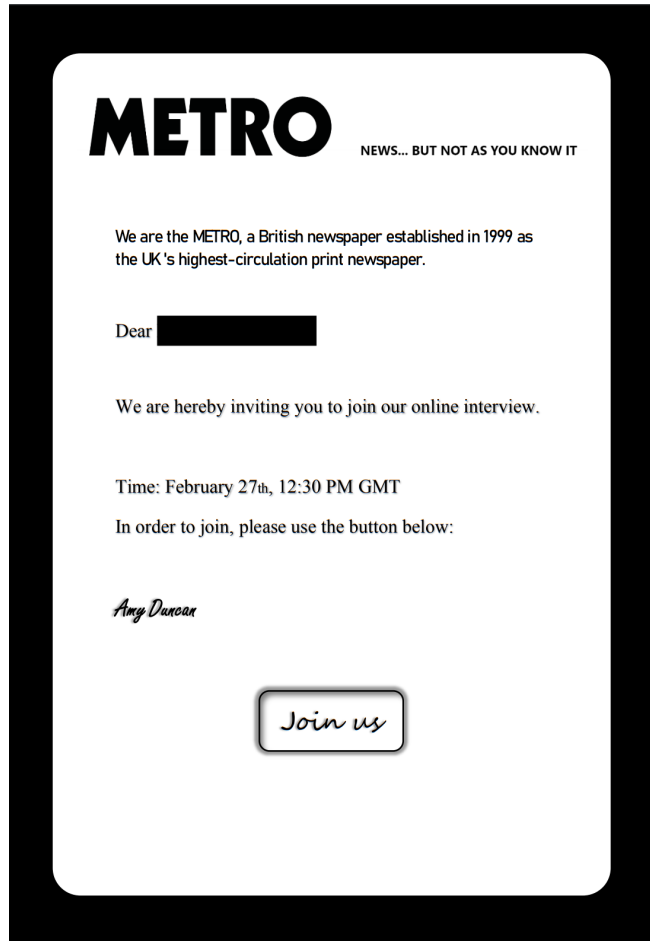 METRO
NEWS... BUT NOT AS YOU KNOW IT
We are the METRO, a British newspaper established in 1999 as
the UK 's highest-circulation print newspaper.
Dear
We are hereby inviting you to join our online interview.
Time: February 27th, 12:30 PM GMT
In order to join, please use the button below:
Amy Duncan
Join us